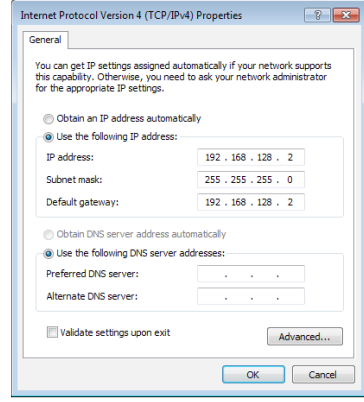 Internet Protocol Version 4 (TCP/IPv4) Properties
General
You can get IP settings assigned automatically if your network supports
this capability. Otherwise, you need to ask your network administrator
for the appropriate IP settings.
Obtain an IP address automatically
Use the following IP address:
IP address: 192 . 168 . 128 . 2
Subnet mask: 255 . 255 . 255 . 0
Default gateway: 192 . 168 . 128 . 2
Obtain DNS server address automatically
Use the following DNS server addresses:
Preferred DNS server: . . .
Alternate DNS server: . . .
Validate settings upon exit
Advanced...
OK Cancel